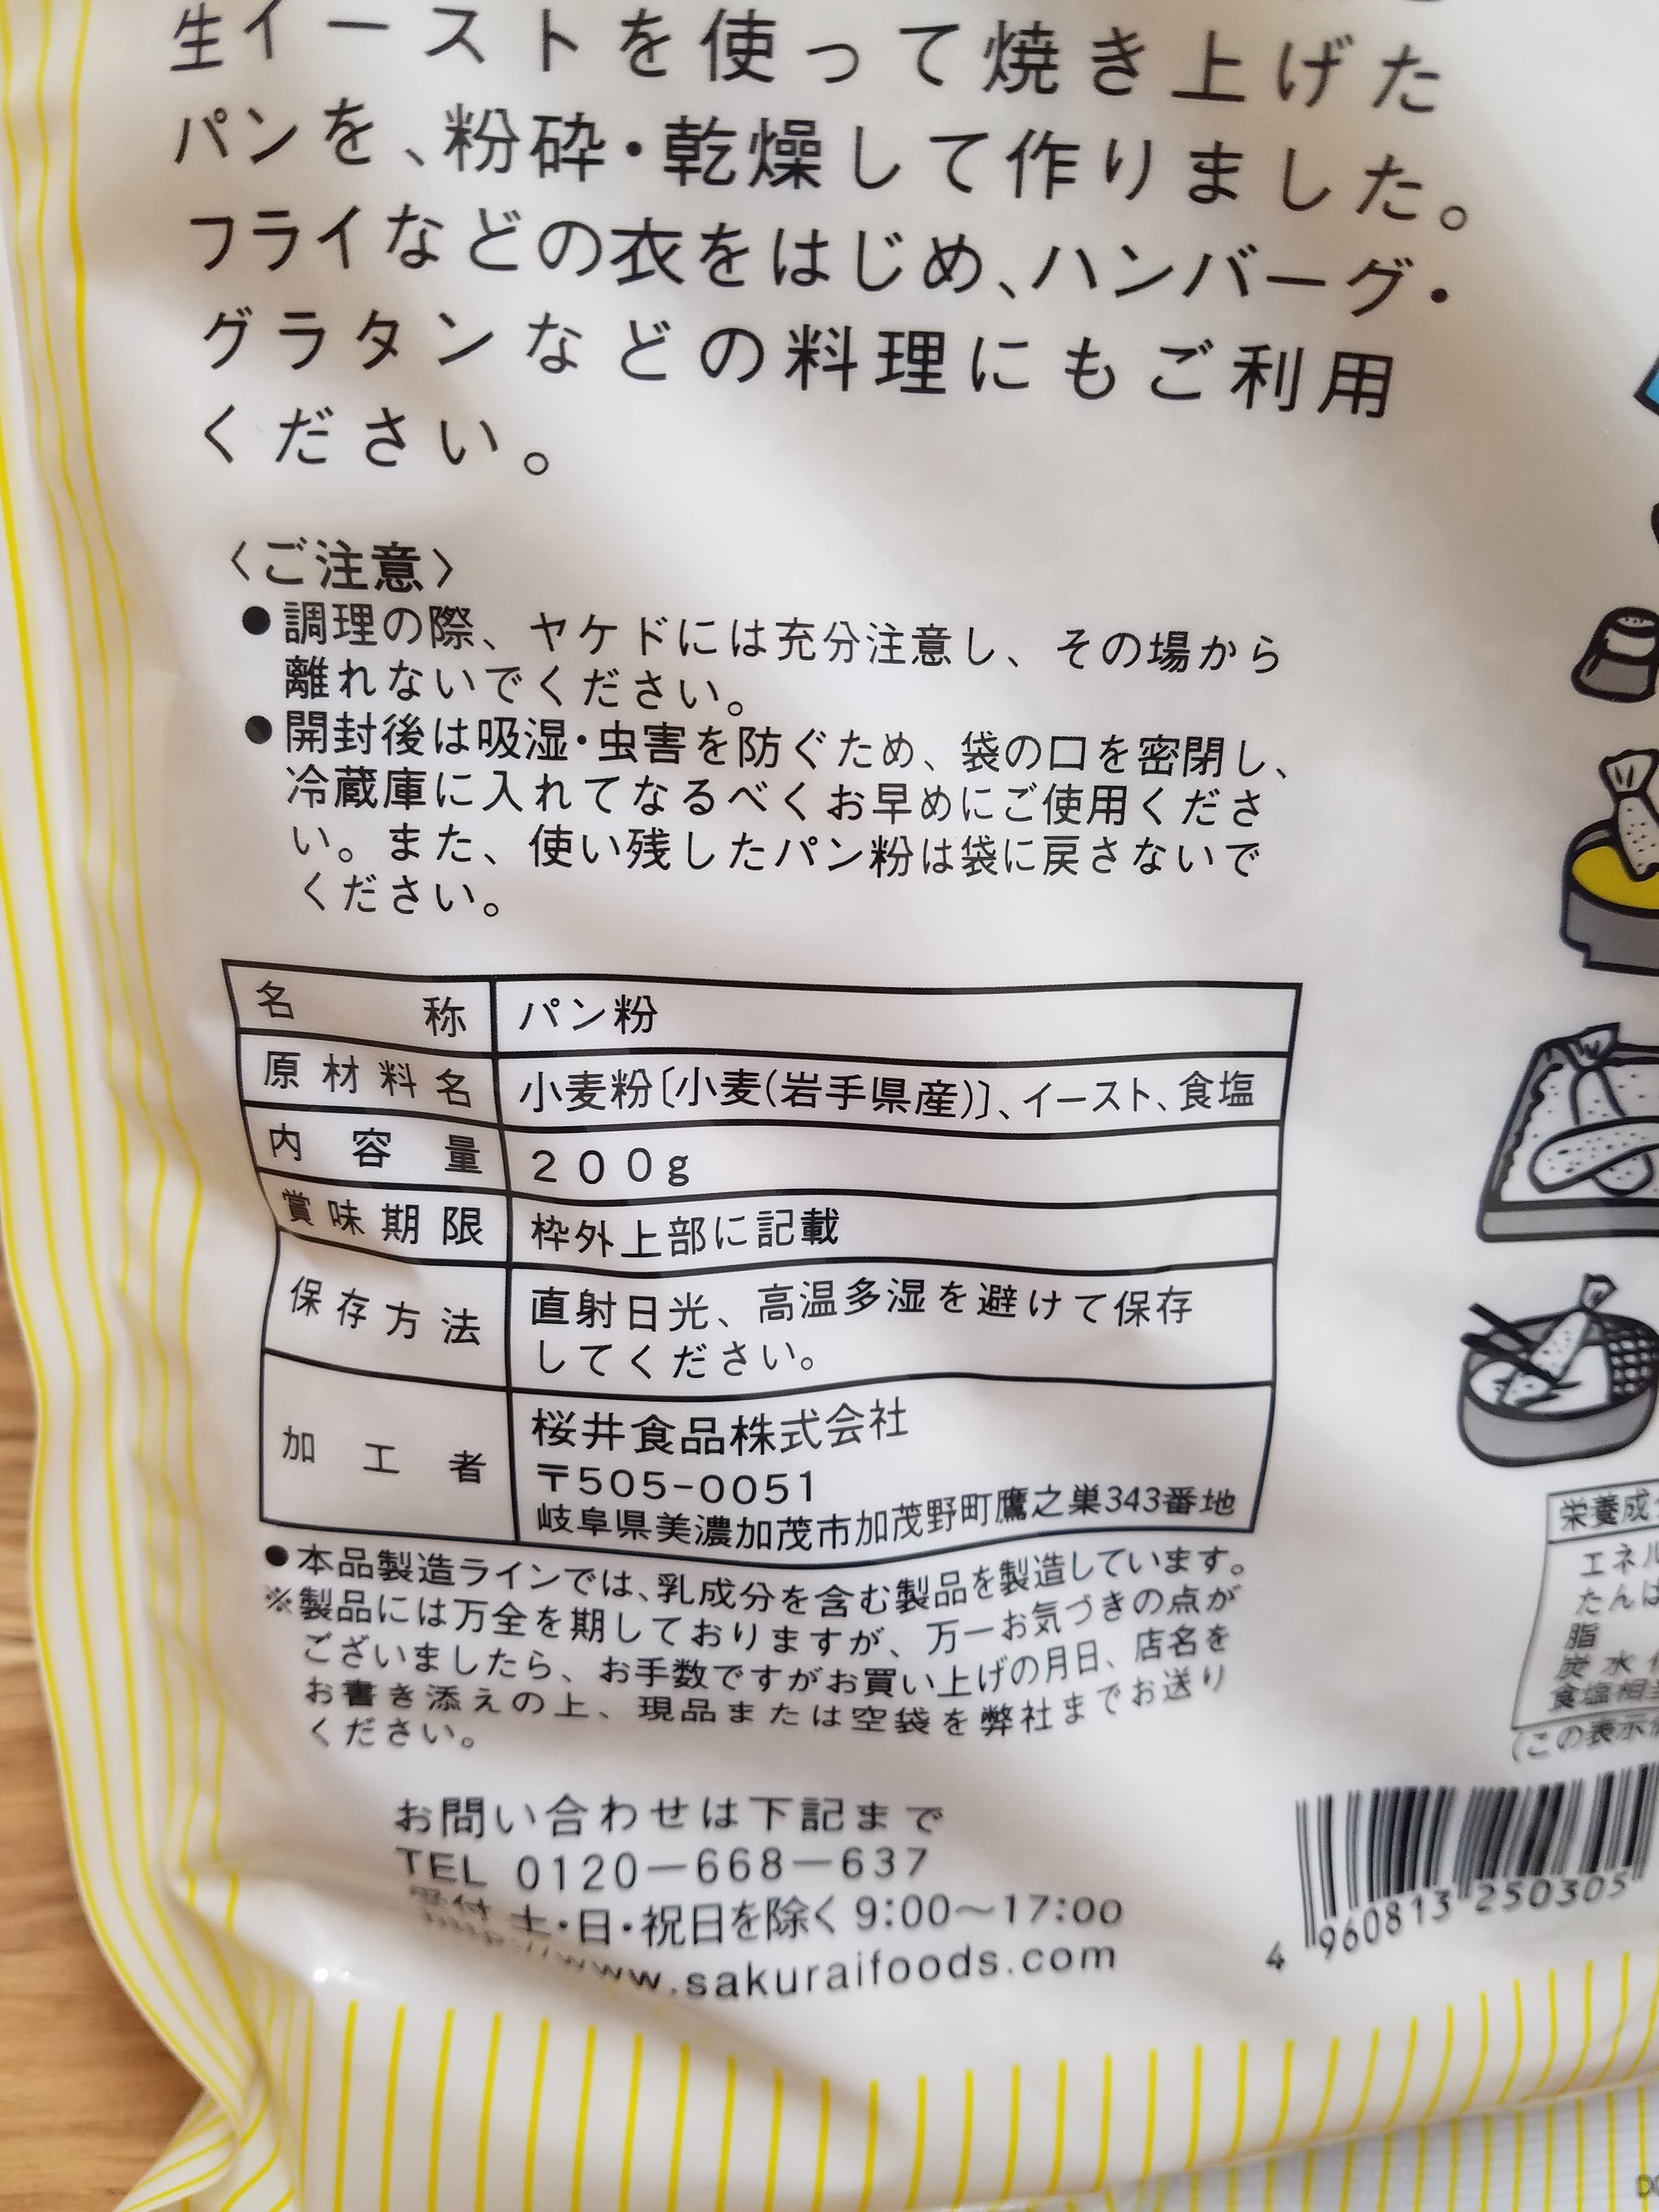 生イーストを使って焼き上げた
パンを、粉砕・乾燥して作りました。
フライなどの衣をはじめ、ハンバーグ・
グラタンなどの料理にもご利用
ください。
〈ご注意〉
●調理の際、ヤケドには充分注意し、その場から
離れないでください。
●開封後は吸湿・虫害を防ぐため、袋の口を密閉し、
冷蔵庫に入れてなるべくお早めにご使用くださ
い。また、使い残したパン粉は袋に戻さないで
ください。
名称 パン粉
原材料名 小麦粉〔小麦(岩手県産)〕、イースト、食塩
内容量 200g
賞味期限 枠外上部に記載
保存方法 直射日光、高温多湿を避けて保存
してください。
加工者 桜井食品株式会社
〒505-0051
岐阜県美濃加茂市加茂野町鷹之巣343番地
●本品製造ラインでは、乳成分を含む製品を製造しています。
※製品には万全を期しておりますが、万一お気づきの点が
ございましたら、お手数ですがお買い上げの月日、店名を
お書き添えの上、現品または空袋を弊社までお送り
ください。
お問い合わせは下記まで
TEL 0120-668-637
受付 土・日・祝日を除く 9:00〜17:00
http://www.sakuraifoods.com
栄養成
エネル
たんぱ
脂
炭水
食塩相
(この表示
4 960813 250305